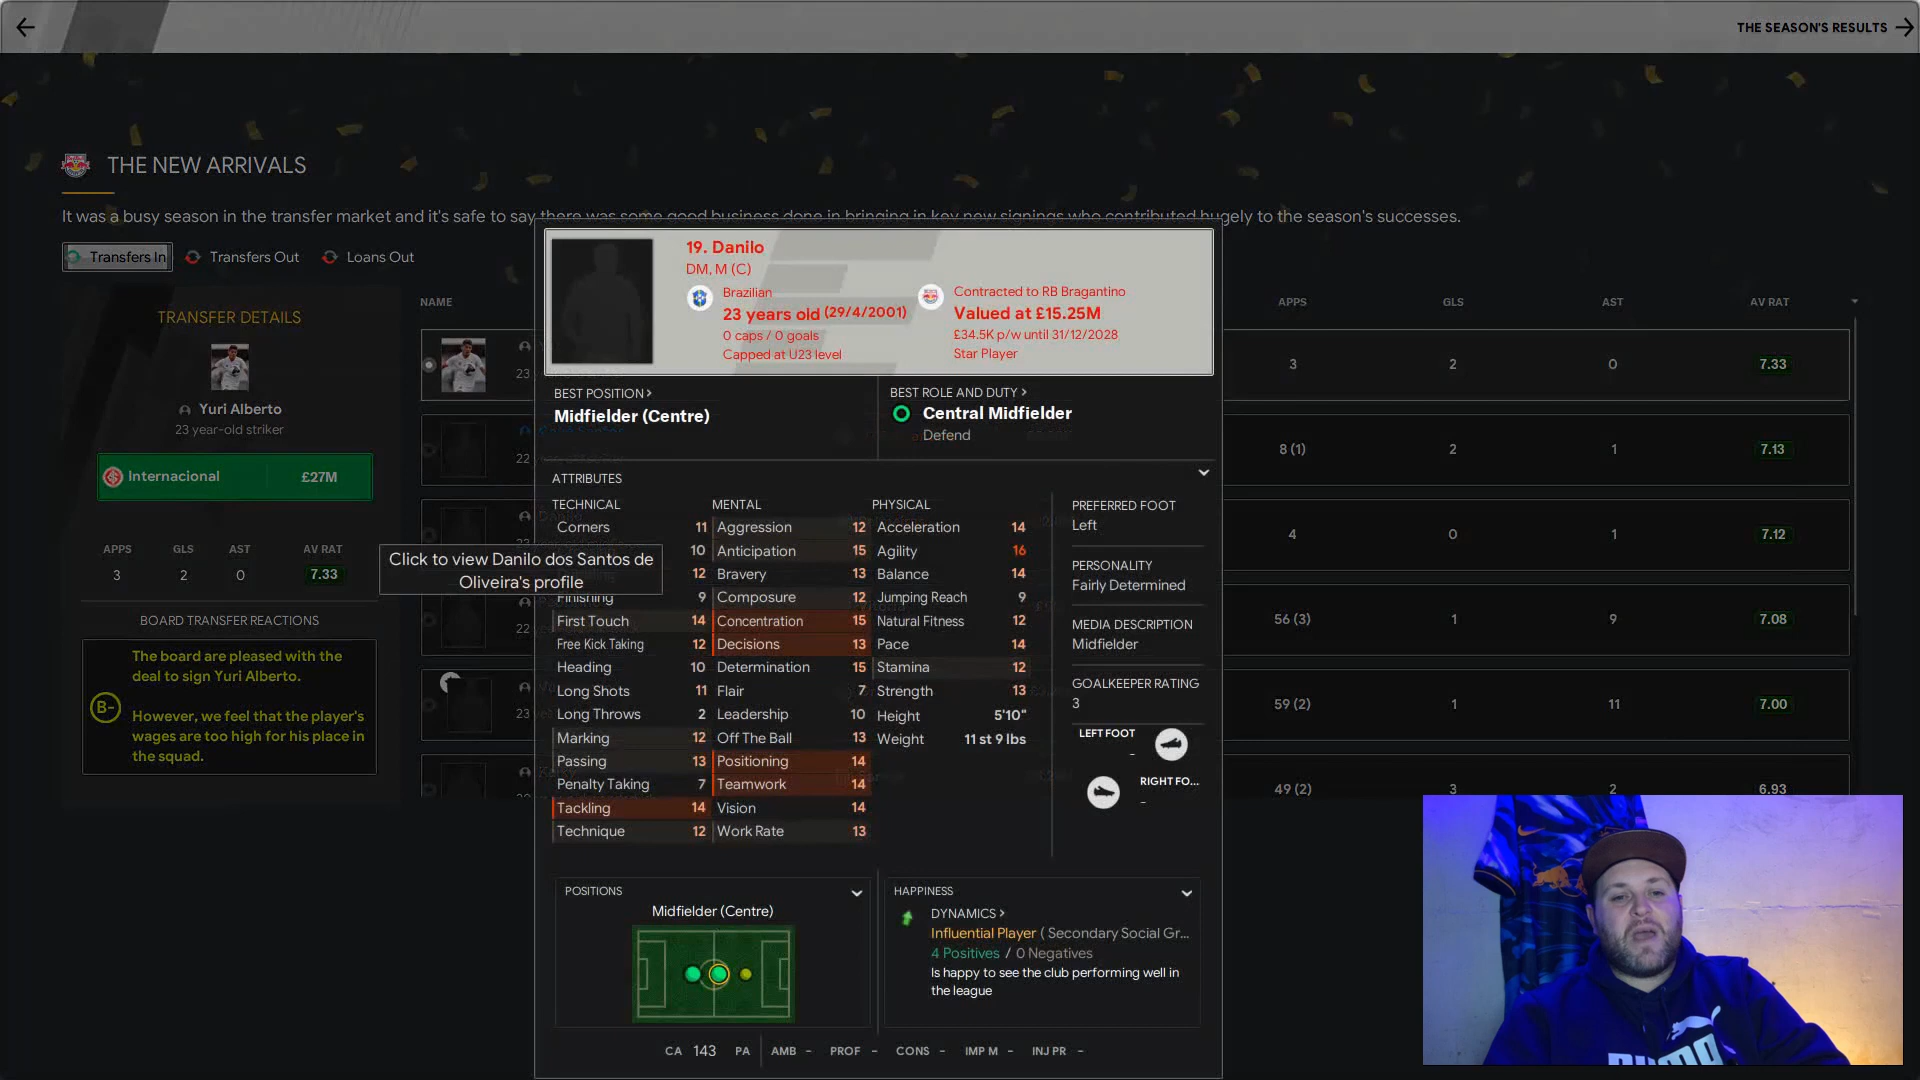 THE SEASON'S RESULTS
THE NEW ARRIVALS
It was a busy season in the transfer market and it's safe to say there was some good business done in bringing in key new signings who contributed hugely to the season's successes.
Transfers In
Transfers Out
Loans Out
TRANSFER DETAILS
Yuri Alberto
23 year-old striker
Internacional £27M
APPS GLS AST AV RAT
3 2 0 7.33
BOARD TRANSFER REACTIONS
B-
The board are pleased with the
deal to sign Yuri Alberto.
However, we feel that the player's
wages are too high for his place in
the squad.
NAME
23
22
22
23
Click to view Danilo dos Santos de
Oliveira's profile
19. Danilo
DM, M (C)
Brazilian
23 years old (29/4/2001)
0 caps / 0 goals
Capped at U23 level
Contracted to RB Bragantino
Valued at £15.25M
£34.5K p/w until 31/12/2028
Star Player
BEST POSITION
Midfielder (Centre)
BEST ROLE AND DUTY
Central Midfielder
Defend
ATTRIBUTES
TECHNICAL
Corners 11
10
12
Finishing 9
First Touch 14
Free Kick Taking 12
Heading 10
Long Shots 11
Long Throws 2
Marking 12
Passing 13
Penalty Taking 7
Tackling 14
Technique 12
MENTAL
Aggression 12
Anticipation 15
Bravery 13
Composure 12
Concentration 15
Decisions 13
Determination 15
Flair 7
Leadership 10
Off The Ball 13
Positioning 14
Teamwork 14
Vision 14
Work Rate 13
PHYSICAL
Acceleration 14
Agility 16
Balance 14
Jumping Reach 9
Natural Fitness 12
Pace 14
Stamina 12
Strength 13
Height 5'10"
Weight 11 st 9 lbs
PREFERRED FOOT
Left
PERSONALITY
Fairly Determined
MEDIA DESCRIPTION
Midfielder
GOALKEEPER RATING
3
LEFT FOOT
-
RIGHT FO...
-
POSITIONS
Midfielder (Centre)
HAPPINESS
DYNAMICS
Influential Player ( Secondary Social Gr...
4 Positives / 0 Negatives
Is happy to see the club performing well in
the league
CA 143 PA AMB - PROF - CONS - IMP M - INJ PR -
APPS GLS AST AV RAT
3 2 0 7.33
8 (1) 2 1 7.13
4 0 1 7.12
56 (3) 1 9 7.08
59 (2) 1 11 7.00
49 (2) 3 2 6.93
PUMA